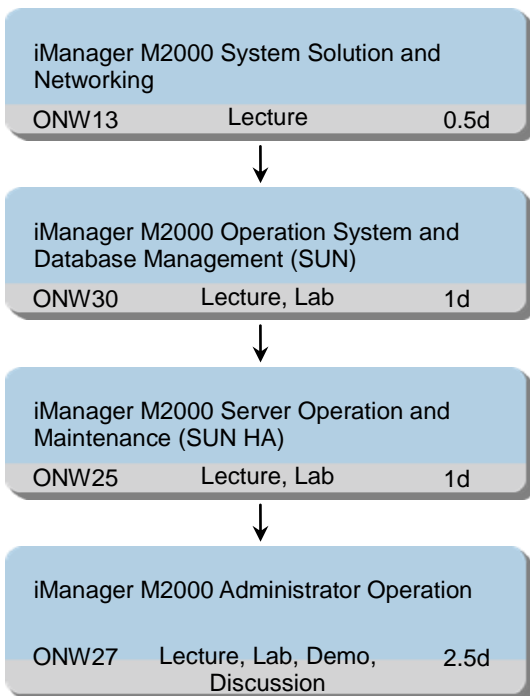 iManager M2000 System Solution and
Networking
ONW13 Lecture 0.5d
iManager M2000 Operation System and
Database Management (SUN)
ONW30 Lecture, Lab 1d
iManager M2000 Server Operation and
Maintenance (SUN HA)
ONW25 Lecture, Lab 1d
iManager M2000 Administrator Operation
ONW27 Lecture, Lab, Demo, 2.5d
Discussion